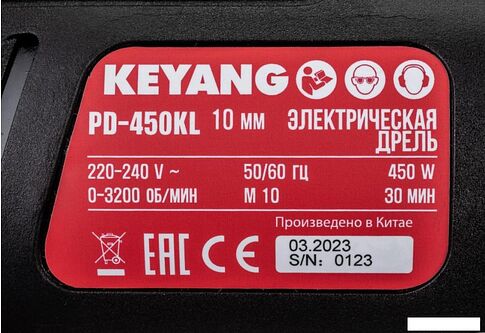 KEYANG
PD-450KL 10 мм ЭЛЕКТРИЧЕСКАЯ
ДРЕЛЬ
220-240 V ~ 50/60 ГЦ 450 W
0-3200 ОБ/МИН М 10 30 МИН
Произведено в Китае
EAC CE 03.2023
S/N: 0123